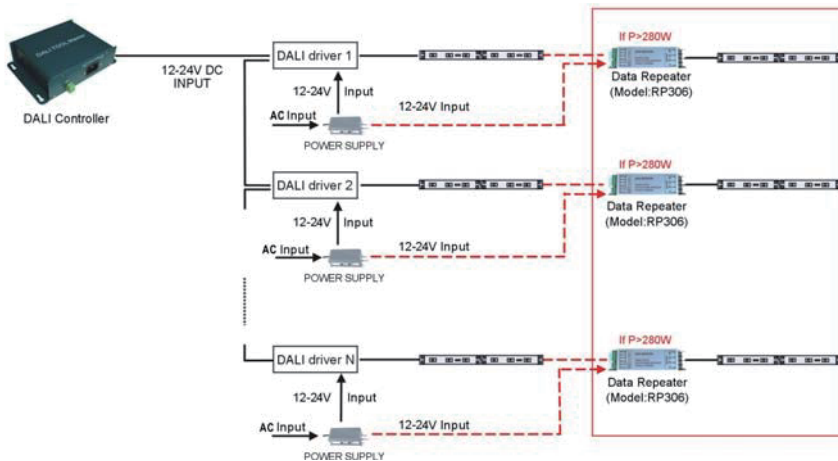 If P>280W
DALI driver 1
12-24V DC
INPUT
Data Repeater
(Model:RP306)
12-24V Input
12-24V Input
DALI Controller
AC Input
POWER SUPPLY
If P>280W
DALI driver 2
Data Repeater
(Model:RP306)
12-24V Input
12-24V Input
AC Input
POWER SUPPLY
If P>280W
DALI driver N
Data Repeater
(Model:RP306)
12-24V Input
12-24V Input
AC Input
POWER SUPPLY